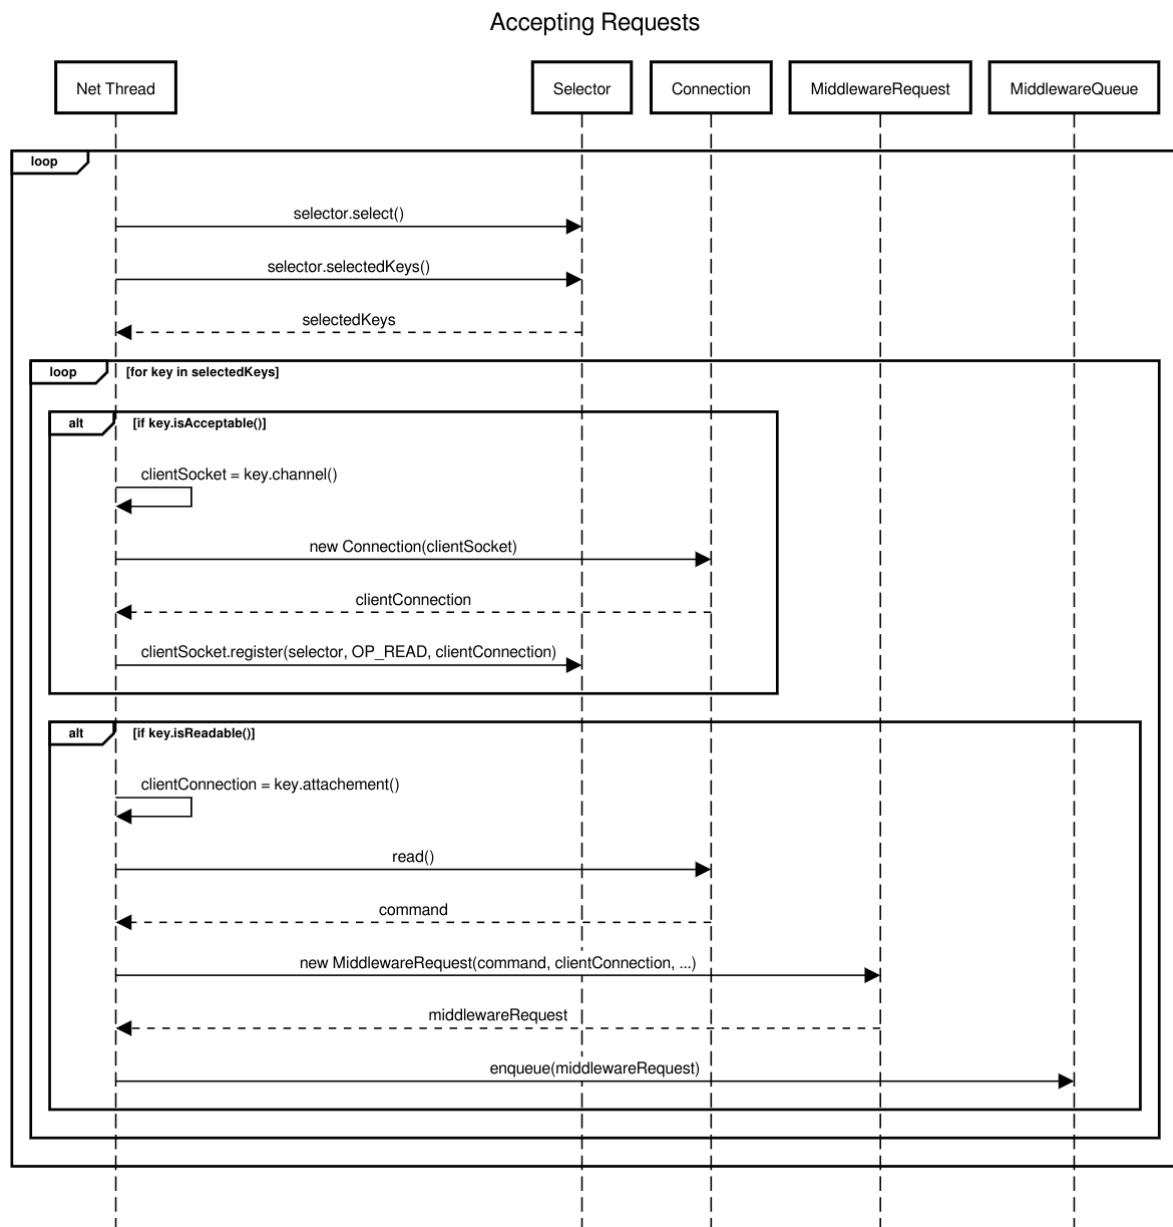 Accepting Requests
Net Thread
Selector
Connection
MiddlewareRequest
MiddlewareQueue
loop
selector.select()
selector.selectedKeys()
selectedKeys
loop
[for key in selectedKeys]
alt
[if key.isAcceptable()]
clientSocket = key.channel()
new Connection(clientSocket)
clientConnection
clientSocket.register(selector, OP_READ, clientConnection)
alt
[if key.isReadable()]
clientConnection = key.attachement()
read()
command
new MiddlewareRequest(command, clientConnection, ...)
middlewareRequest
enqueue(middlewareRequest)